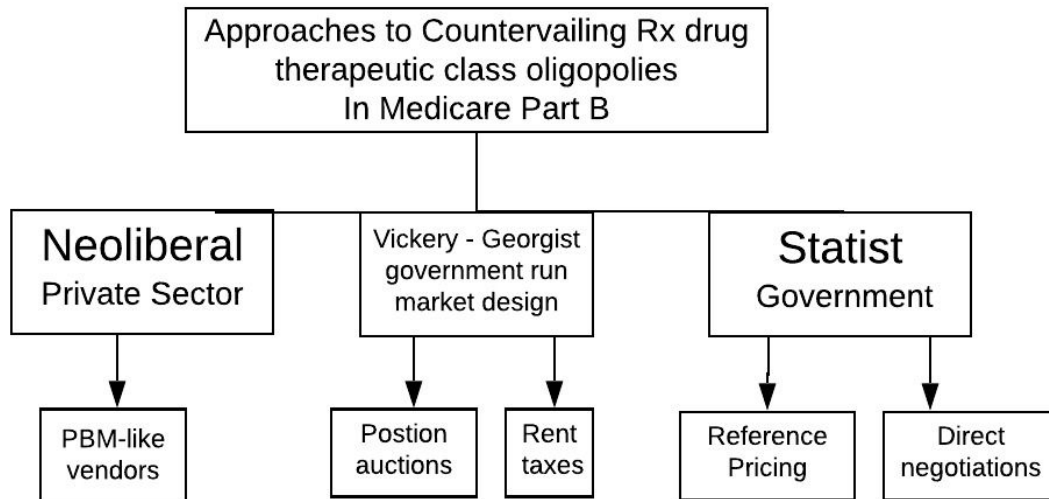 Approaches to Countervailing Rx drug
therapeutic class oligopolies
In Medicare Part B
Neoliberal
Private Sector
Vickery - Georgist
government run
market design
Statist
Government
PBM-like
vendors
Postion
auctions
Rent
taxes
Reference
Pricing
Direct
negotiations